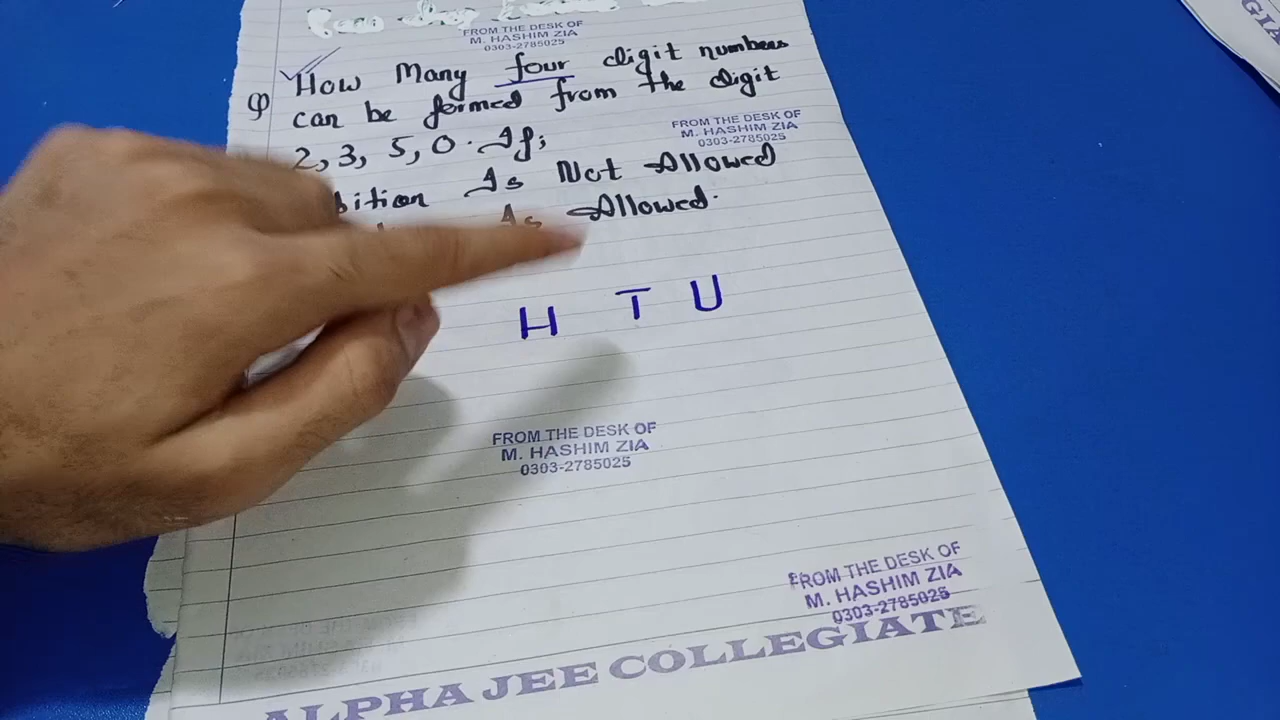 FROM THE DESK OF
M. HASHIM ZIA
0303-2785025
How Many four digit numbers
Q can be formed from the digit
2, 3, 5, 0. If;
FROM THE DESK OF
M. HASHIM ZIA
0303-2785025
Is Not Allowed
Is Allowed.
H T U
FROM THE DESK OF
M. HASHIM ZIA
0303-2785025
FROM THE DESK OF
M. HASHIM ZIA
0303-2785025
ALPHA JEE COLLEGIATE